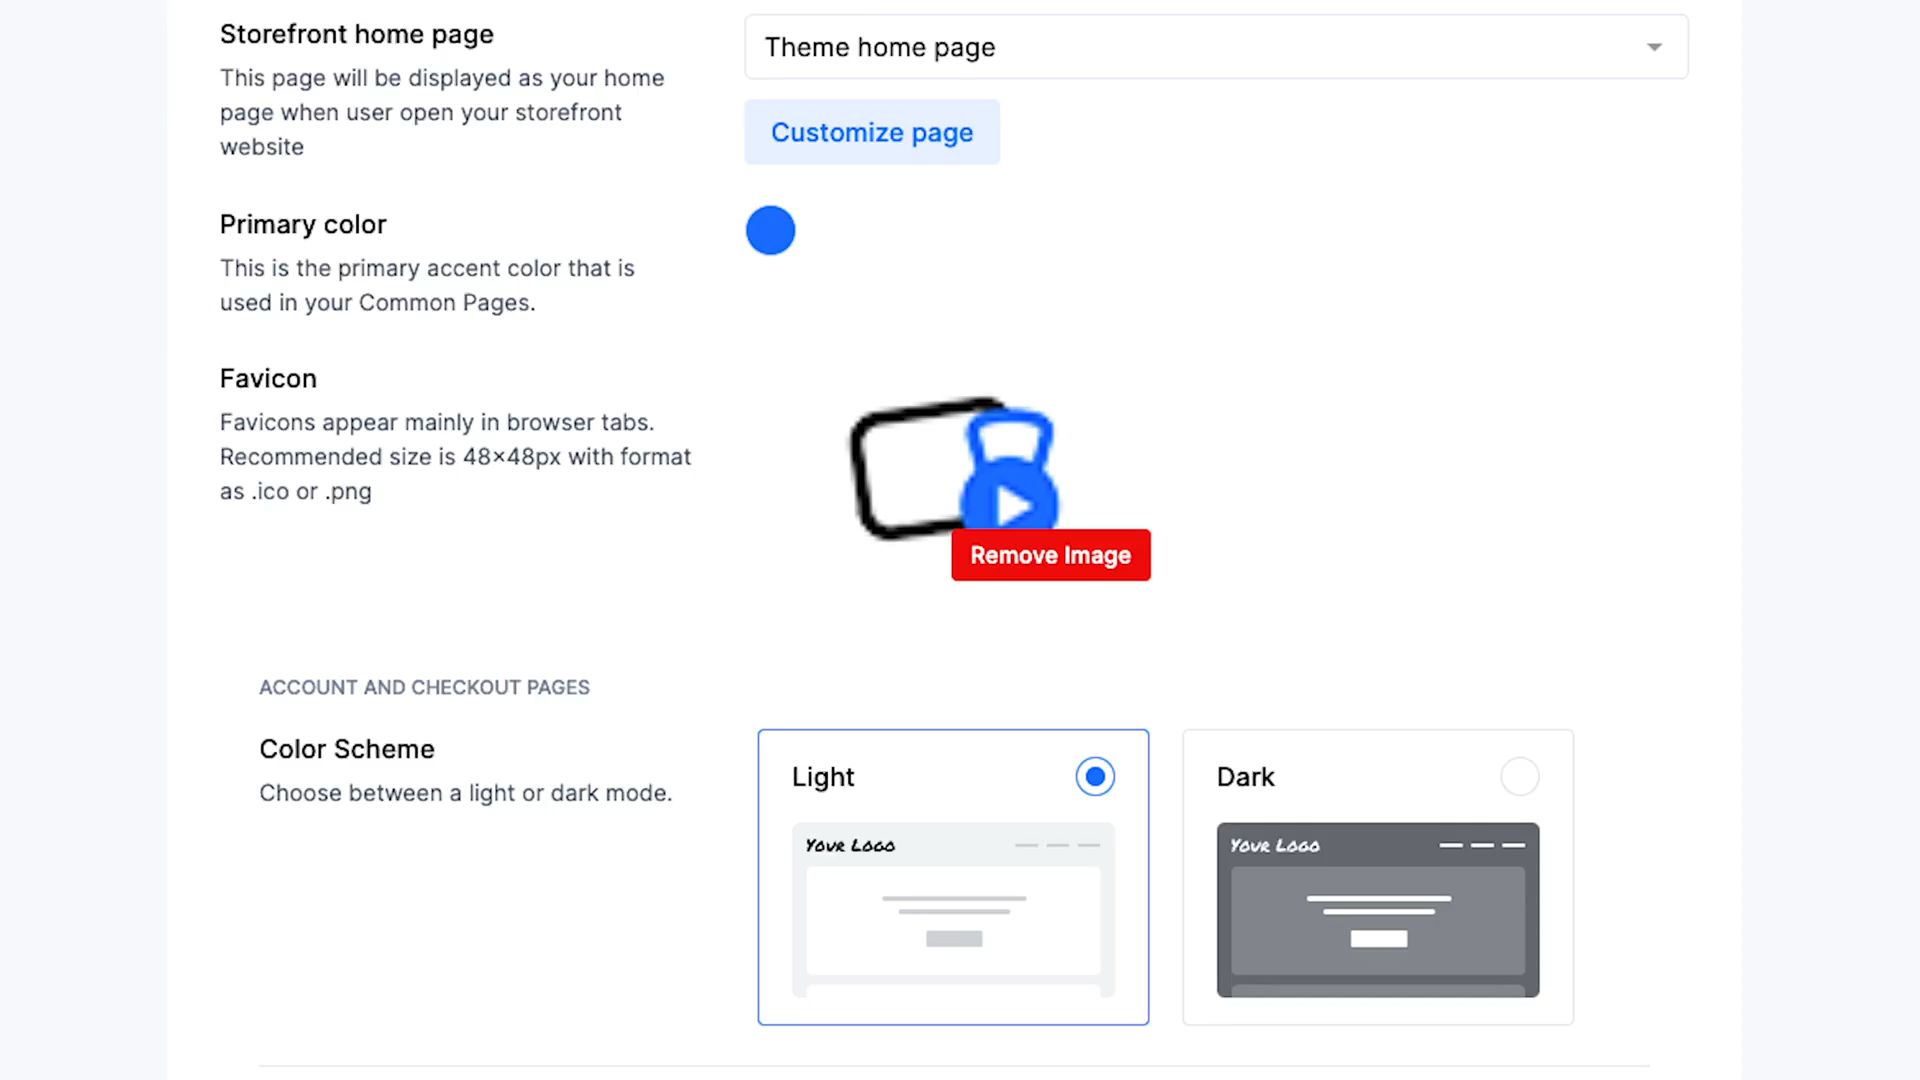 Storefront home page
This page will be displayed as your home
page when user open your storefront
website
Theme home page
Customize page
Primary color
This is the primary accent color that is
used in your Common Pages.
Favicon
Favicons appear mainly in browser tabs.
Recommended size is 48×48px with format
as .ico or .png
Remove Image
ACCOUNT AND CHECKOUT PAGES
Color Scheme
Choose between a light or dark mode.
Light
Your Logo
Dark
Your Logo